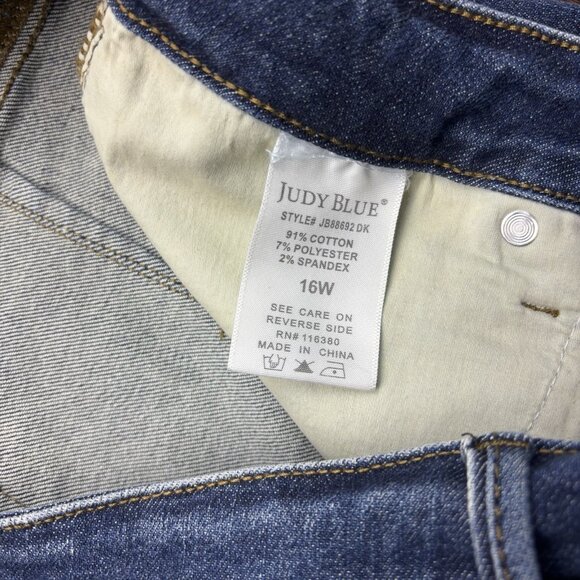 JUDY BLUE®
STYLE# JB88692 DK
91% COTTON
7% POLYESTER
2% SPANDEX
16W
SEE CARE ON
REVERSE SIDE
RN# 116380
MADE IN CHINA